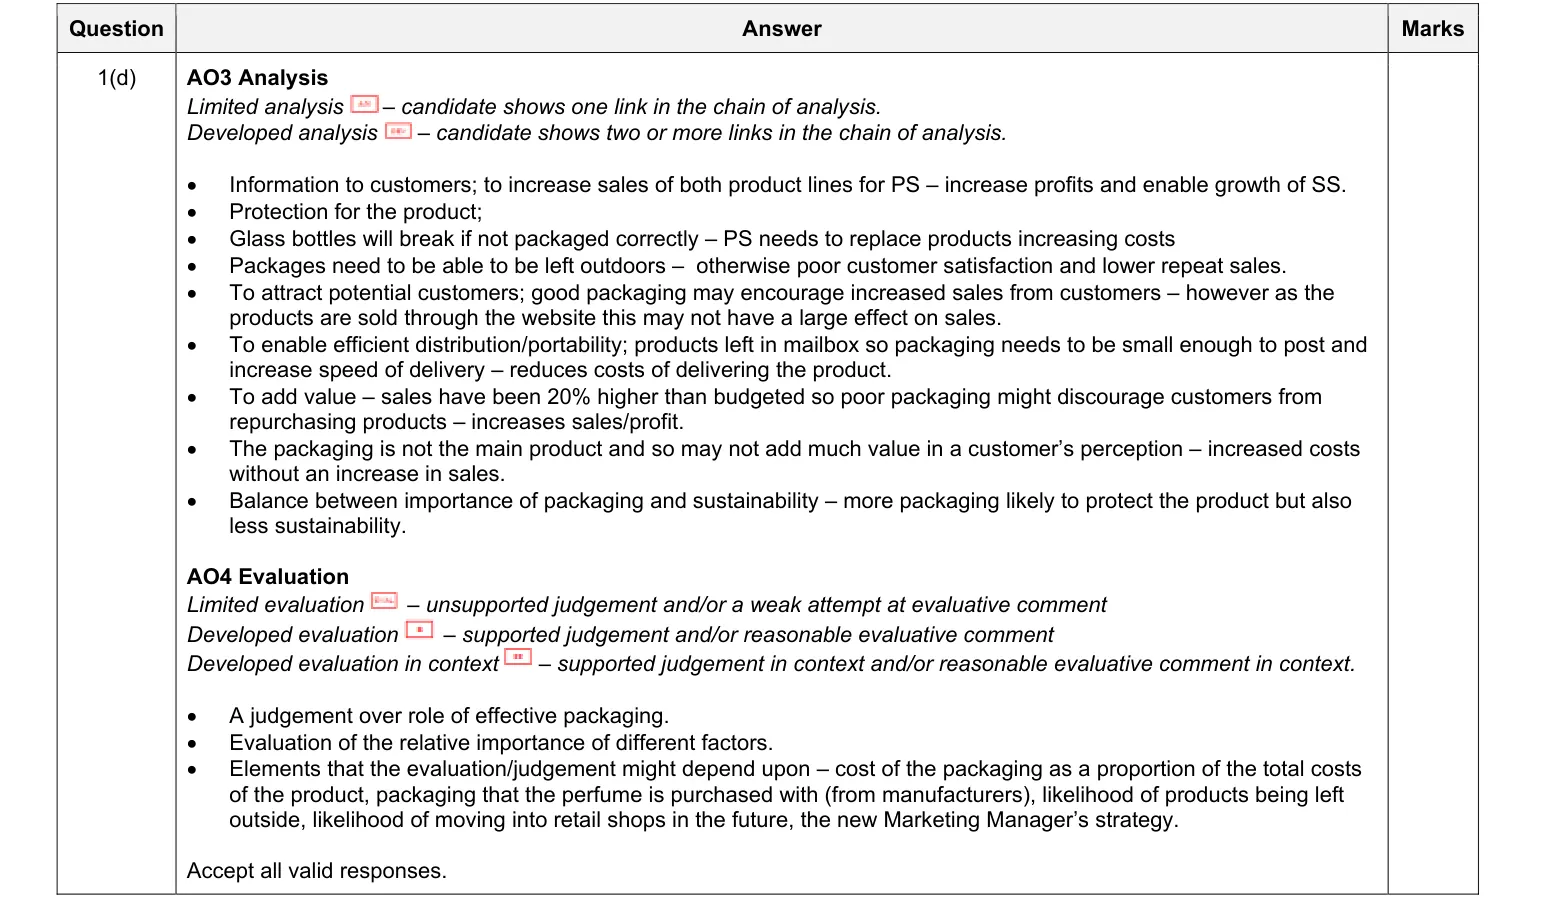 Question Answer Marks
1(d) AO3 Analysis
Limited analysis – candidate shows one link in the chain of analysis.
Developed analysis – candidate shows two or more links in the chain of analysis.
• Information to customers; to increase sales of both product lines for PS – increase profits and enable growth of SS.
• Protection for the product;
• Glass bottles will break if not packaged correctly – PS needs to replace products increasing costs
• Packages need to be able to be left outdoors – otherwise poor customer satisfaction and lower repeat sales.
• To attract potential customers; good packaging may encourage increased sales from customers – however as the
products are sold through the website this may not have a large effect on sales.
• To enable efficient distribution/portability; products left in mailbox so packaging needs to be small enough to post and
increase speed of delivery – reduces costs of delivering the product.
• To add value – sales have been 20% higher than budgeted so poor packaging might discourage customers from
repurchasing products – increases sales/profit.
• The packaging is not the main product and so may not add much value in a customer's perception – increased costs
without an increase in sales.
• Balance between importance of packaging and sustainability – more packaging likely to protect the product but also
less sustainability.
AO4 Evaluation
Limited evaluation – unsupported judgement and/or a weak attempt at evaluative comment
Developed evaluation – supported judgement and/or reasonable evaluative comment
Developed evaluation in context – supported judgement in context and/or reasonable evaluative comment in context.
• A judgement over role of effective packaging.
• Evaluation of the relative importance of different factors.
• Elements that the evaluation/judgement might depend upon – cost of the packaging as a proportion of the total costs
of the product, packaging that the perfume is purchased with (from manufacturers), likelihood of products being left
outside, likelihood of moving into retail shops in the future, the new Marketing Manager's strategy.
Accept all valid responses.